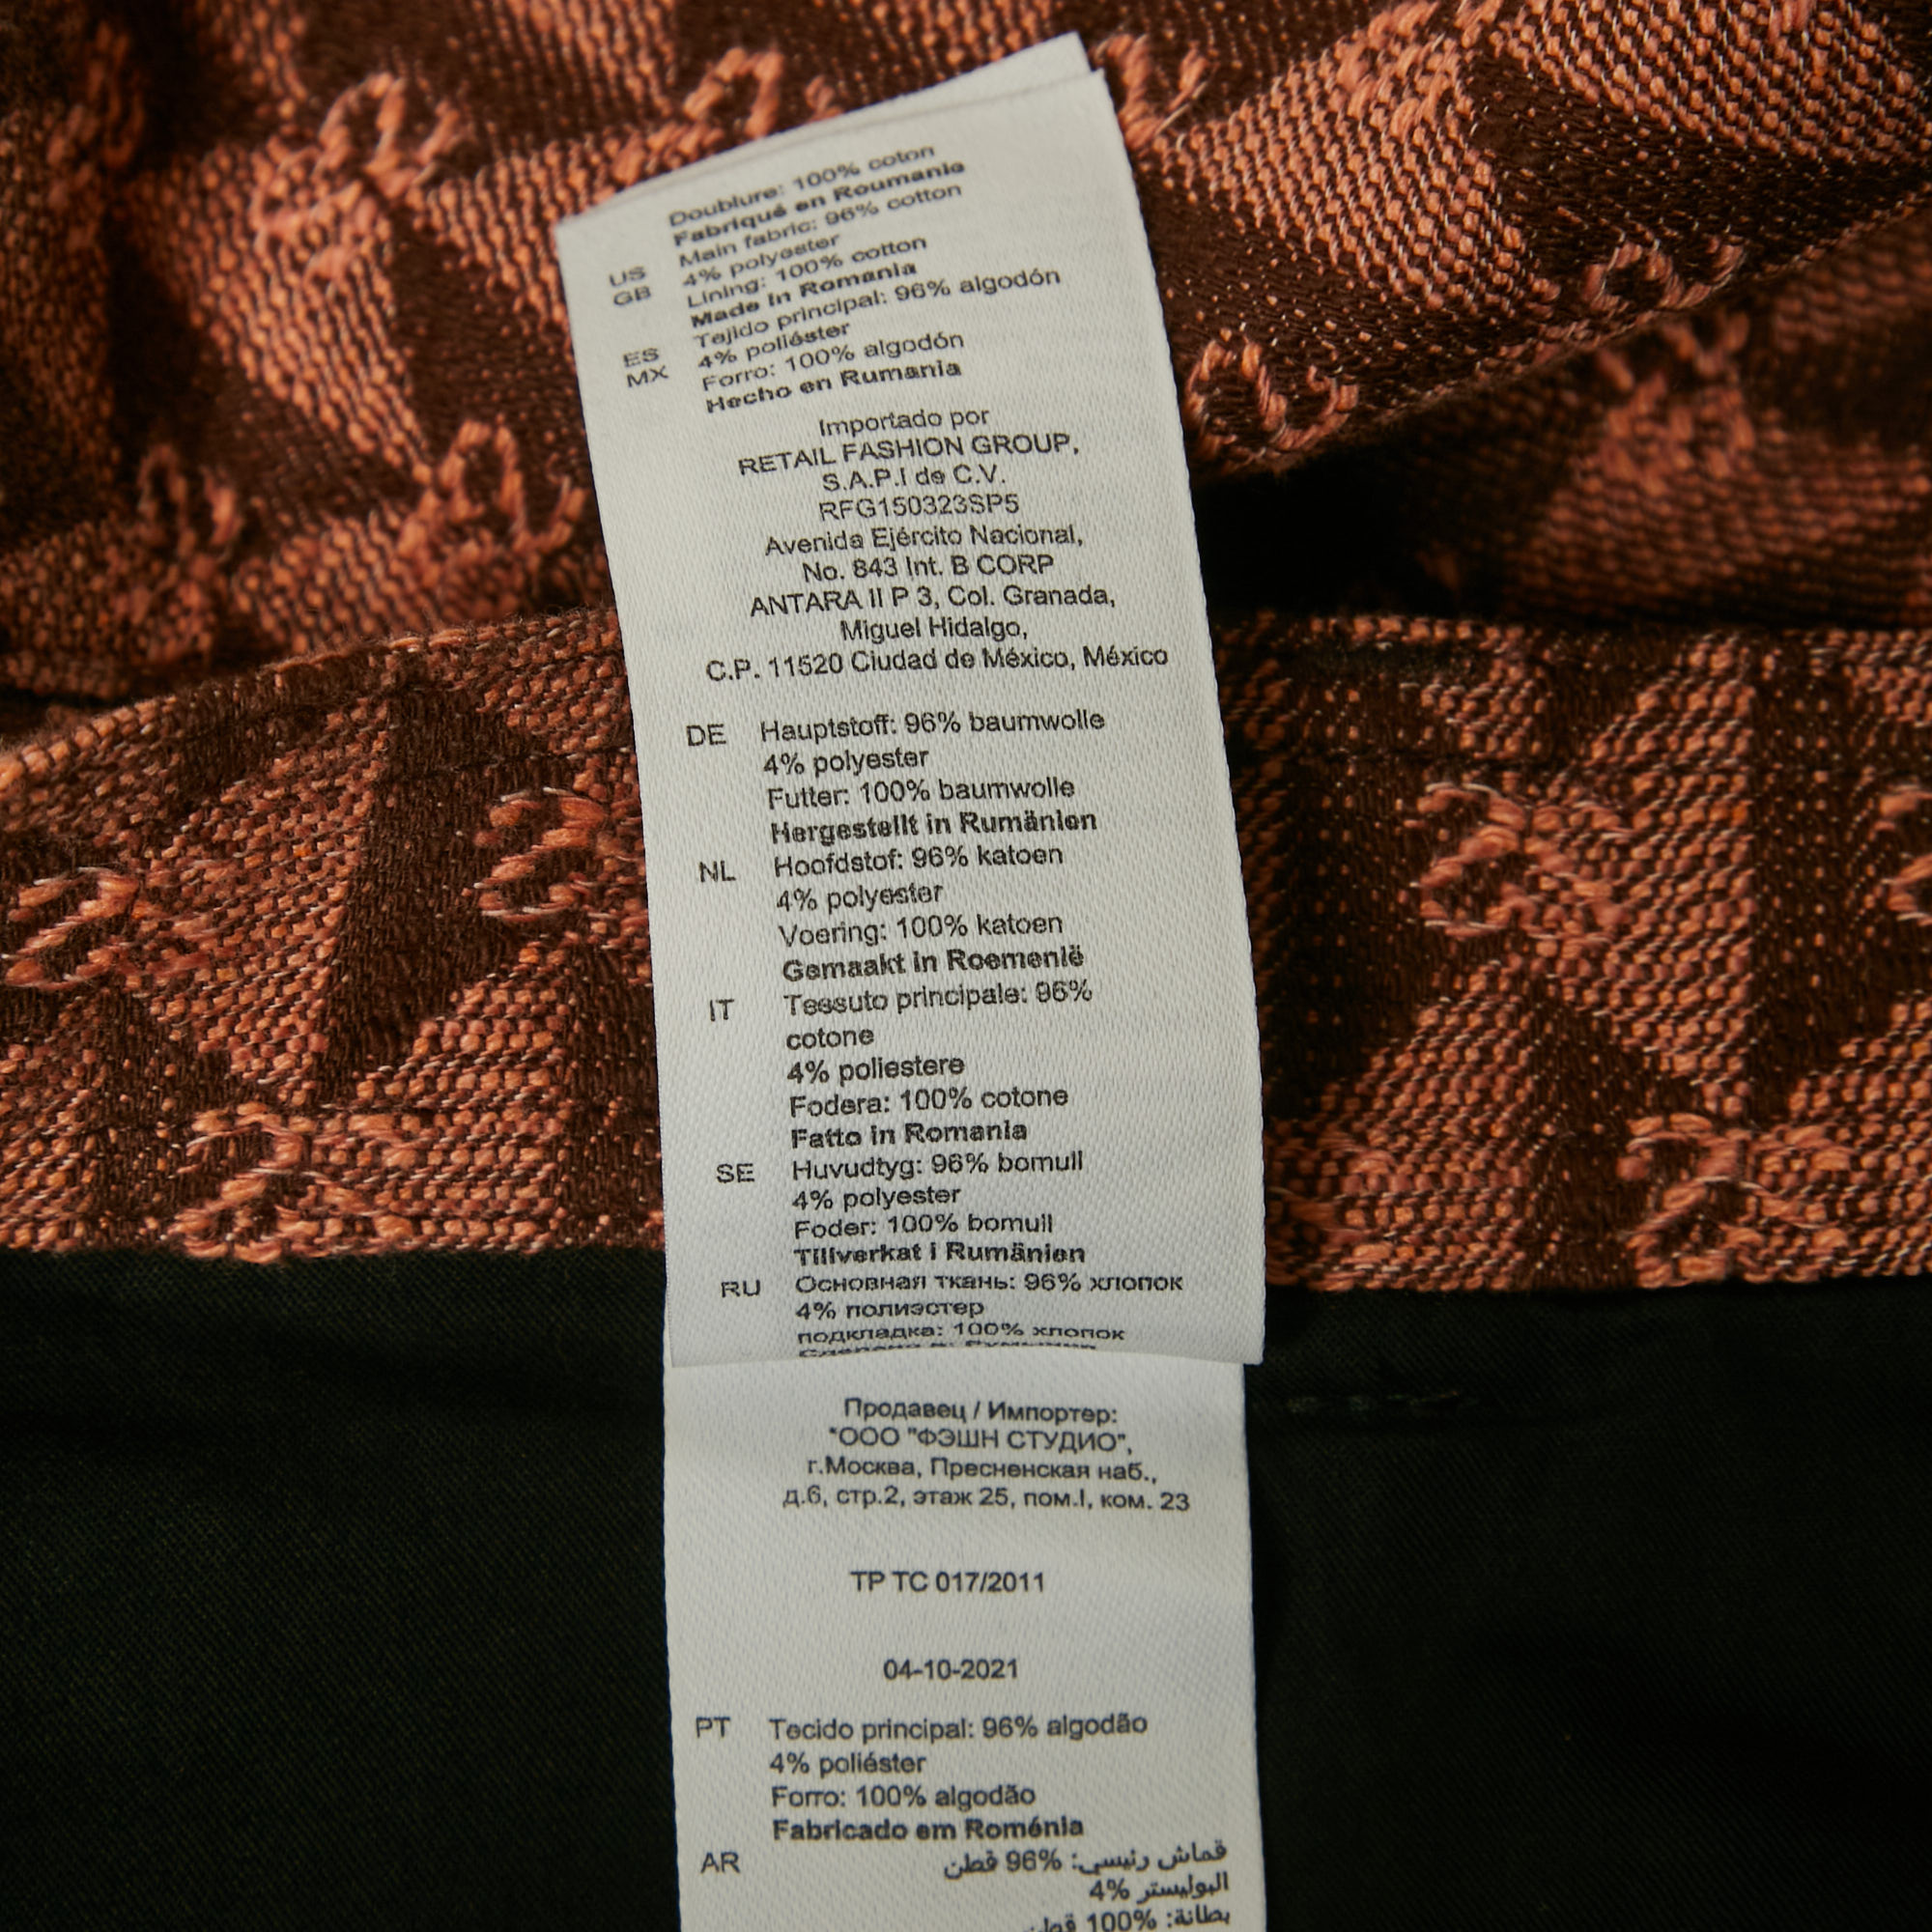 Doublure: 100% coton
Fabriqué en Roumanie
US
GB
Main fabric: 96% cotton
4% polyester
Lining: 100% cotton
Made in Romania
ES
MX
Tejido principal: 96% algodón
4% poliéster
Forro: 100% algodón
Hecho en Rumania
Importado por
RETAIL FASHION GROUP,
S.A.P.I de C.V.
RFG150323SP5
Avenida Ejército Nacional,
No. 843 Int. B CORP
ANTARA II P 3, Col. Granada,
Miguel Hidalgo,
C.P. 11520 Ciudad de México, México
DE Hauptstoff: 96% baumwolle
4% polyester
Futter: 100% baumwolle
Hergestellt in Rumänien
NL Hoofdstof: 96% katoen
4% polyester
Voering: 100% katoen
Gemaakt in Roemenië
IT Tessuto principale: 96%
cotone
4% poliestere
Fodera: 100% cotone
Fatto in Romania
SE Huvudtyg: 96% bomull
4% polyester
Foder: 100% bomull
Tillverkat i Rumänien
RU Основная ткань: 96% хлопок
4% полиэстер
подкладка: 100% хлопок
Продавец / Импортер:
"ООО "ФЭШН СТУДИО",
г.Москва, Пресненская наб.,
д.6, стр.2, этаж 25, пом.I, ком. 23
ТР ТС 017/2011
04-10-2021
PT Tecido principal: 96% algodão
4% poliéster
Forro: 100% algodão
Fabricado em Roménia
AR قماش رئيسي: 96% قطن
البوليستر 4%
بطانة: 100% قطن